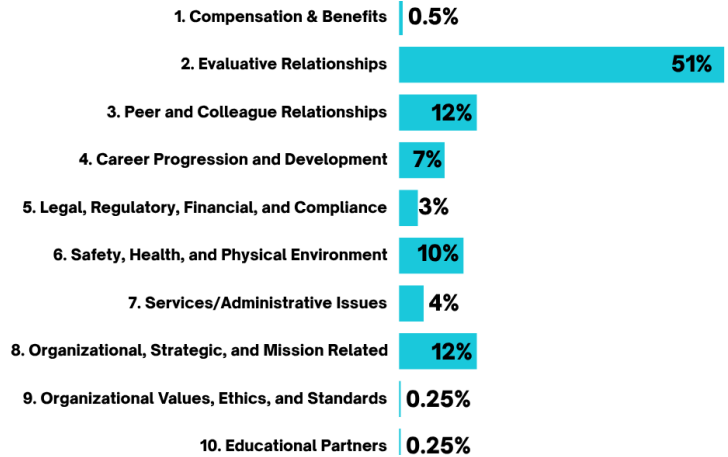 1. Compensation & Benefits 0.5%
2. Evaluative Relationships 51%
3. Peer and Colleague Relationships 12%
4. Career Progression and Development 7%
5. Legal, Regulatory, Financial, and Compliance 3%
6. Safety, Health, and Physical Environment 10%
7. Services/Administrative Issues 4%
8. Organizational, Strategic, and Mission Related 12%
9. Organizational Values, Ethics, and Standards 0.25%
10. Educational Partners 0.25%